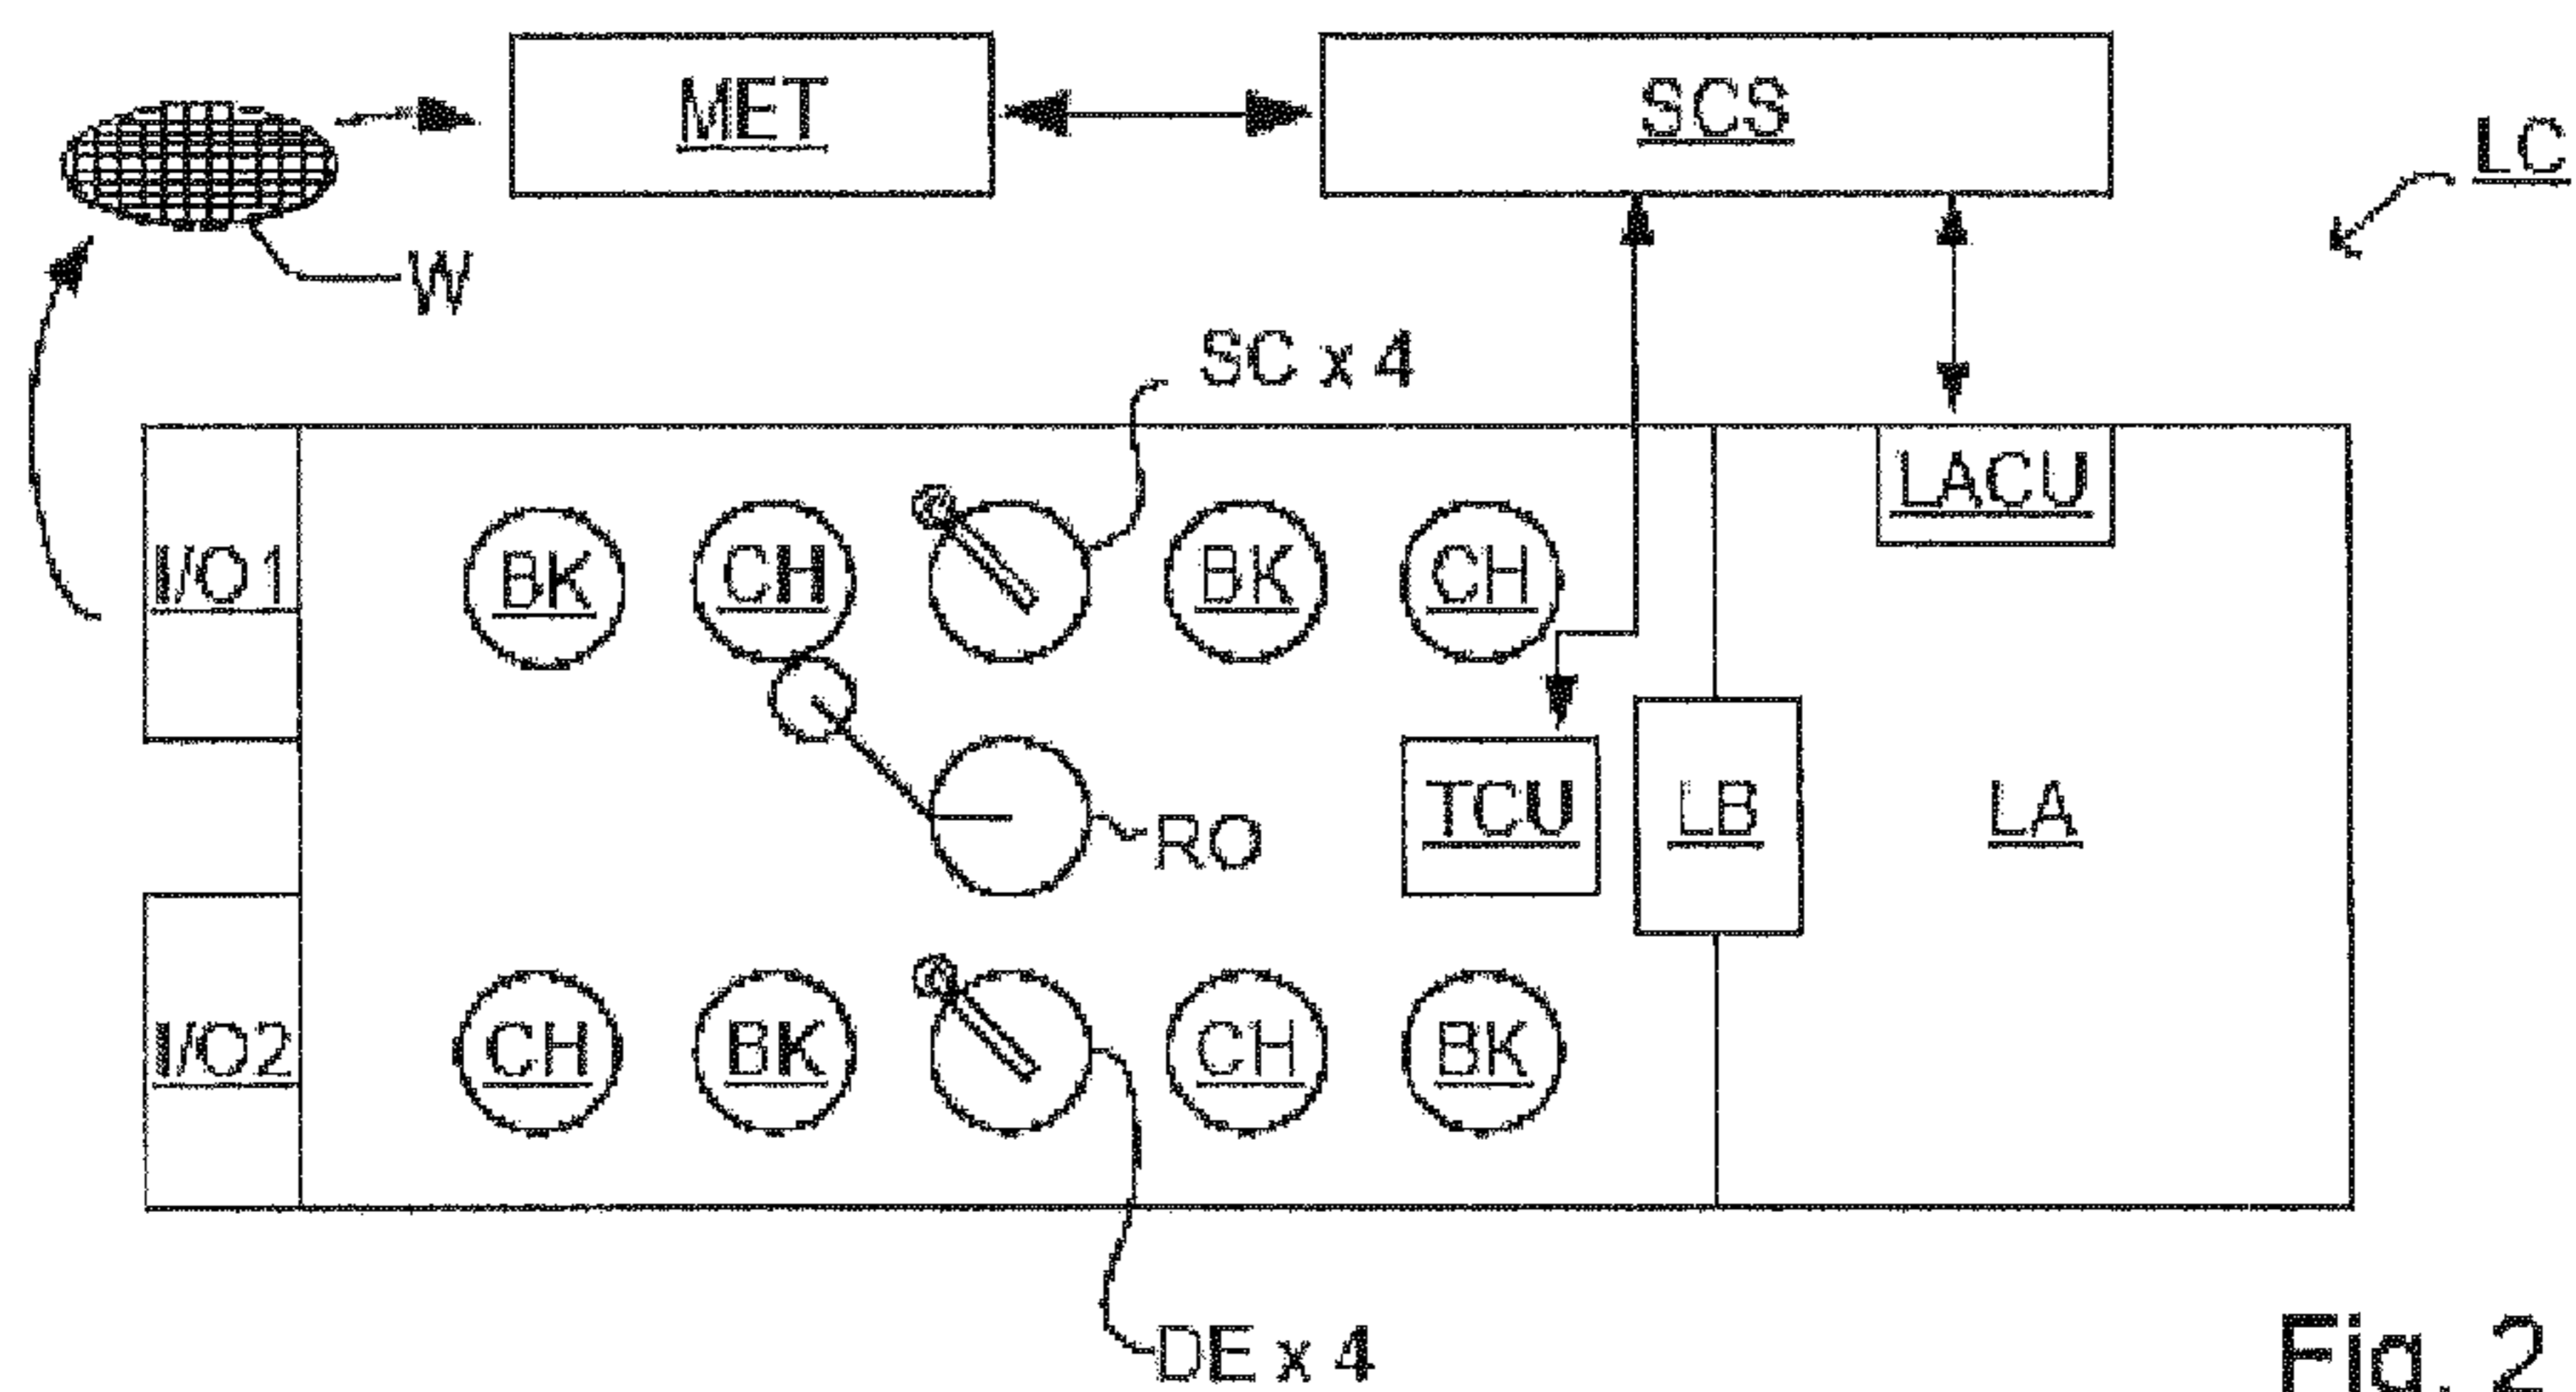 MET
SCS
LC
W
SC x 4
LACU
I/O1
BK
CH
BK
CH
TCU
LB
LA
RO
I/O2
CH
BK
CH
BK
DE x 4
Fig. 2